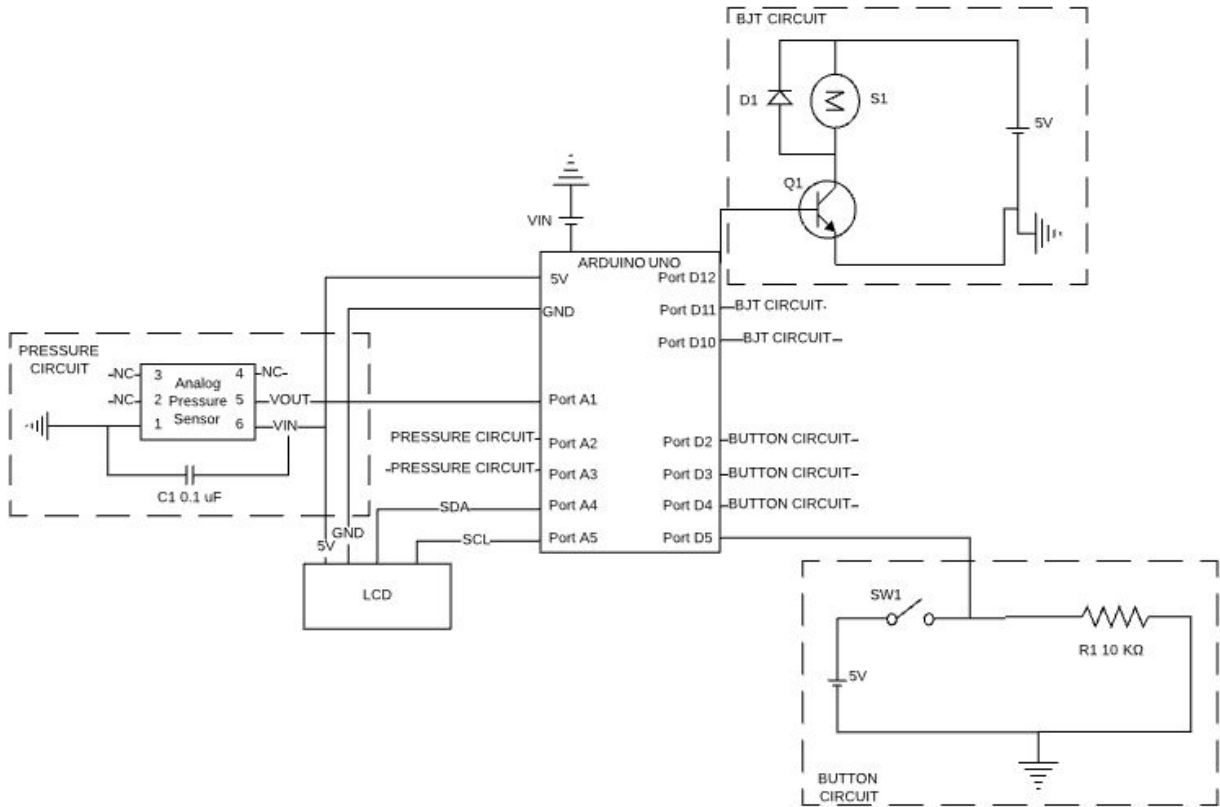 BJT CIRCUIT
D1
S1
M
5V
Q1
VIN
ARDUINO UNO
5V
Port D12
GND
Port D11
BJT CIRCUIT
Port D10
BJT CIRCUIT
PRESSURE
CIRCUIT
NC
3
4
NC
Analog
Pressure
Sensor
NC
2
5
VOUT
Port A1
1
6
VIN
C1 0.1 uF
PRESSURE CIRCUIT
Port A2
Port D2
BUTTON CIRCUIT
PRESSURE CIRCUIT
Port A3
Port D3
BUTTON CIRCUIT
SDA
Port A4
Port D4
BUTTON CIRCUIT
SCL
Port A5
Port D5
5V
GND
LCD
SW1
R1 10 KΩ
5V
BUTTON
CIRCUIT